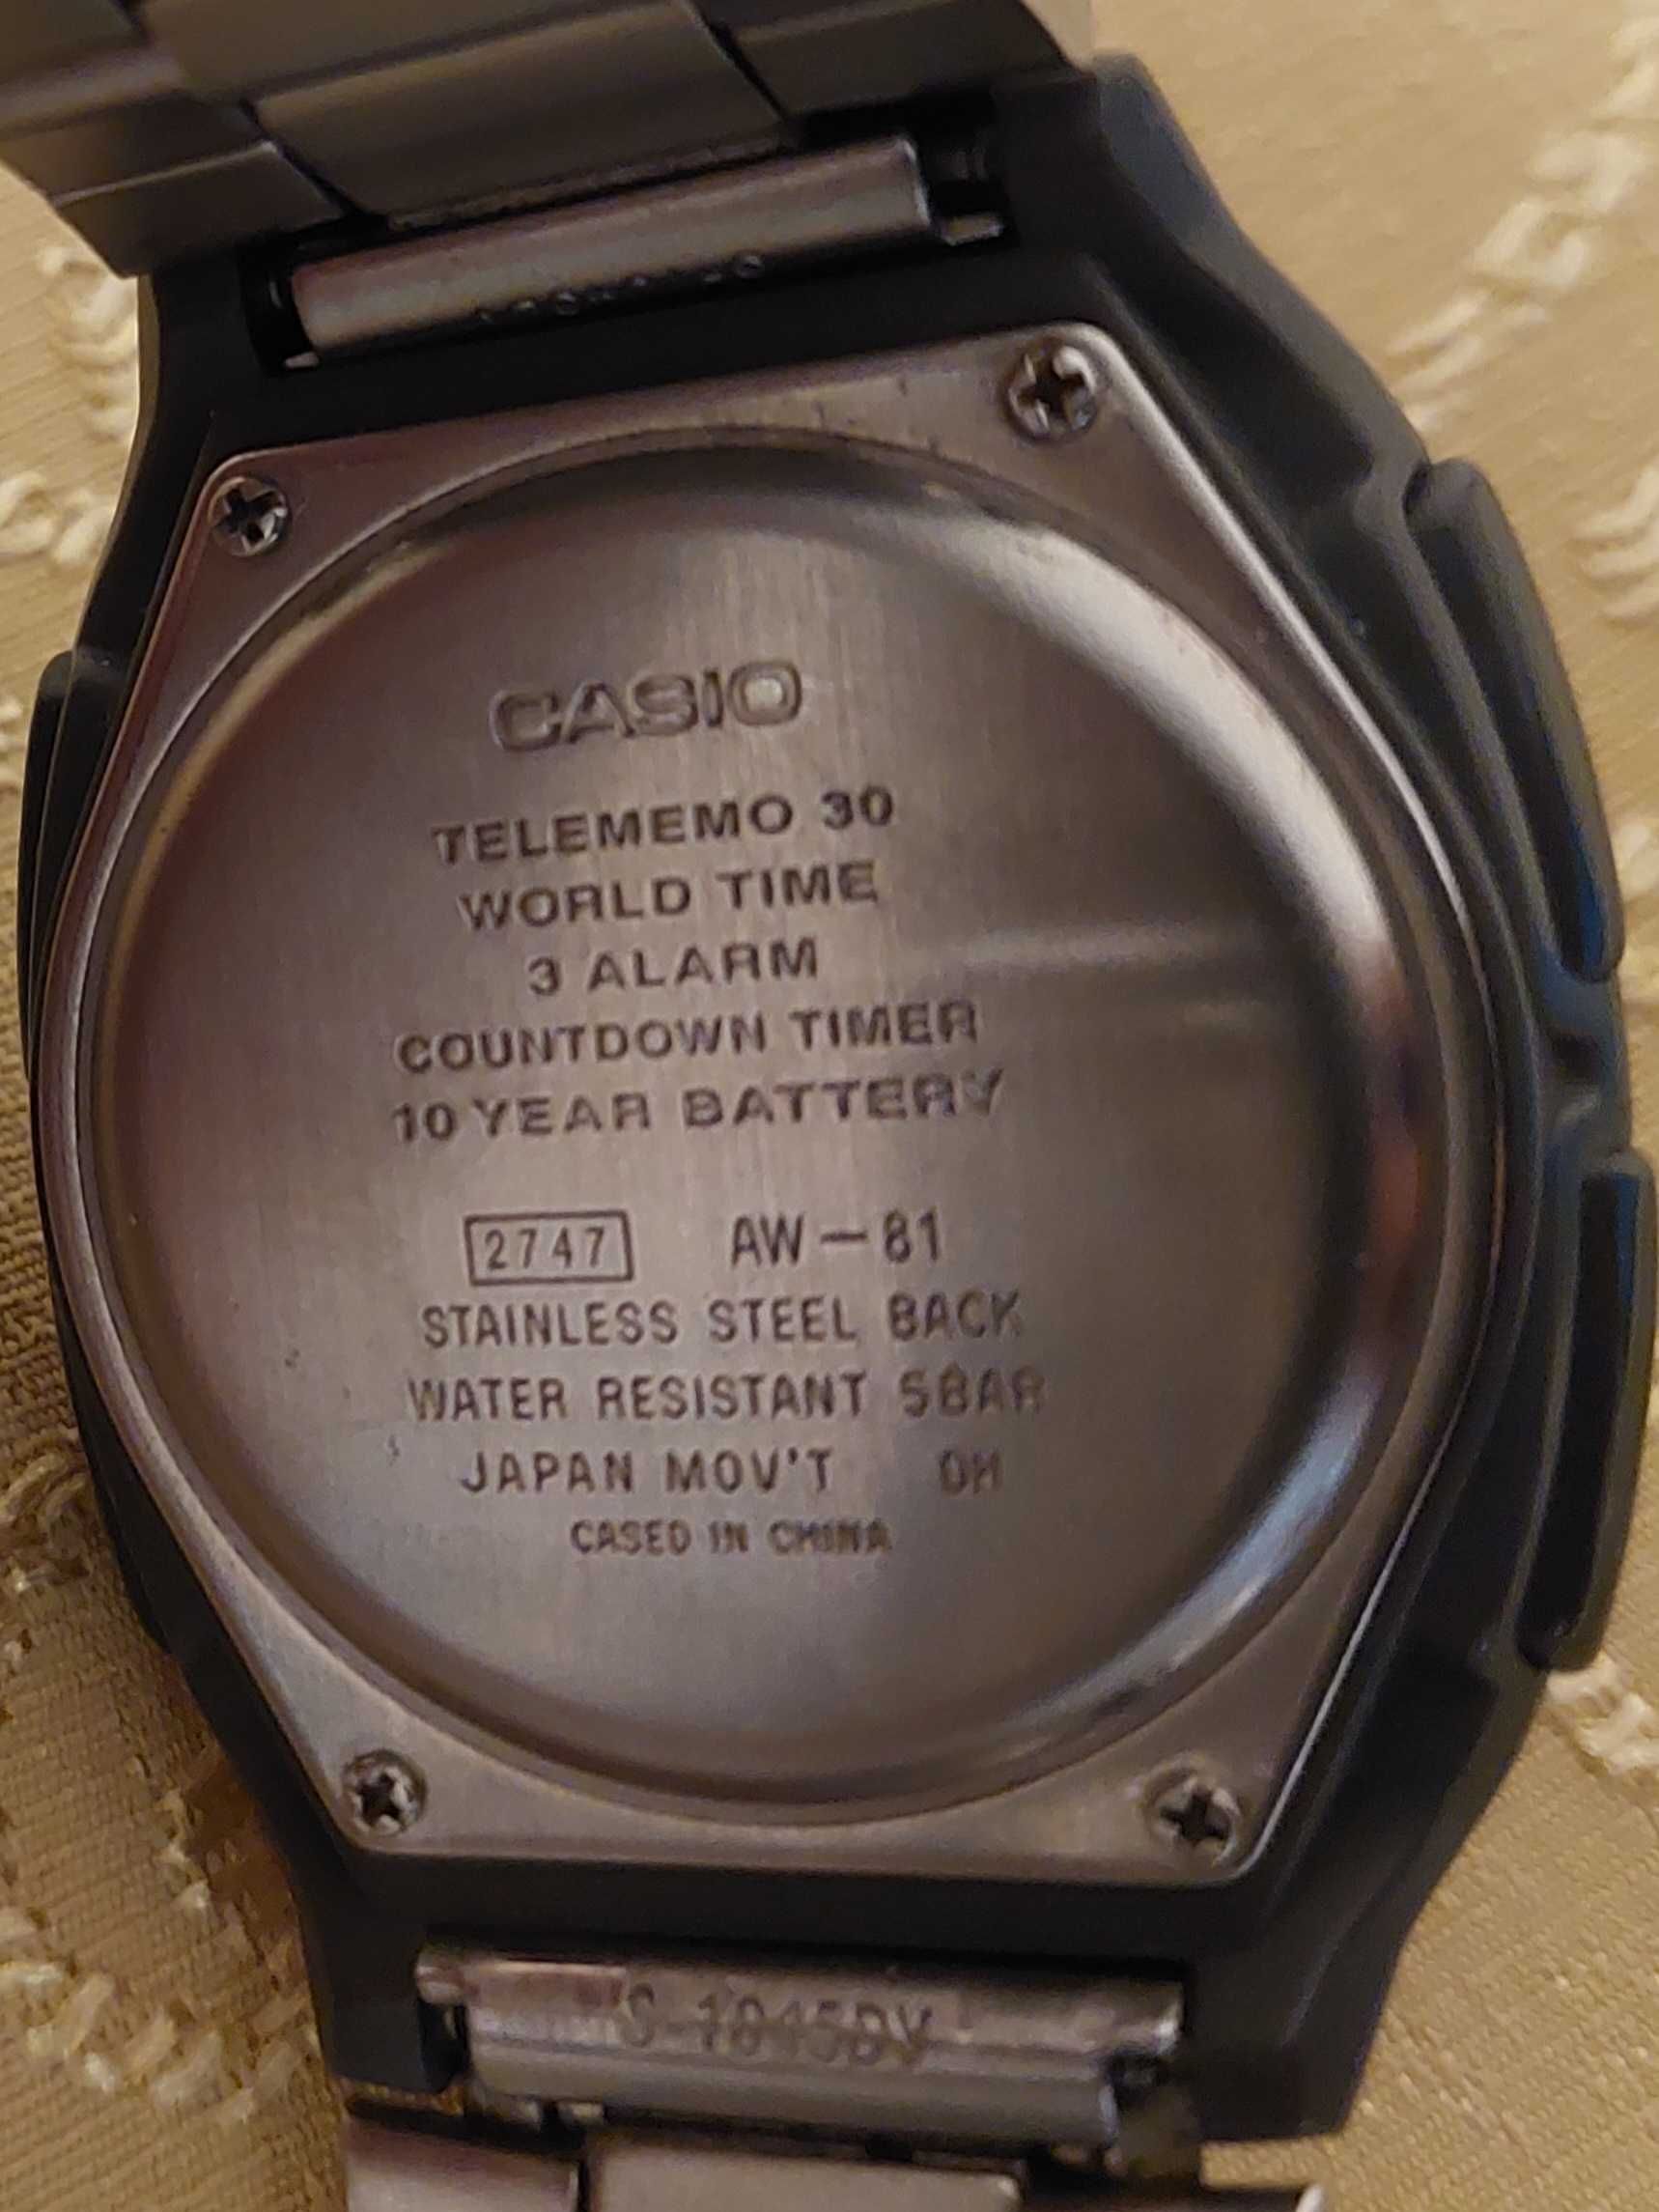 CASIO
TELEMEMO 30
WORLD TIME
3 ALARM
COUNTDOWN TIMER
10 YEAR BATTERY
2747 AW-81
STAINLESS STEEL BACK
WATER RESISTANT 5BAR
JAPAN MOV'T DH
CASED IN CHINA